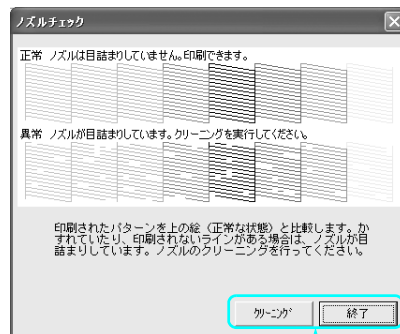 ノズルチェック
正常 ノズルは目詰まりしていません。印刷できます。
異常 ノズルが目詰まりしています。クリーニングを実行してください。
印刷されたパターンを上の絵（正常な状態）と比較します。か
すれていたり、印刷されないラインがある場合は、ノズルが目
詰まりしています。ノズルのクリーニングを行ってください。
ｸﾘｰﾆﾝｸﾞ 終了